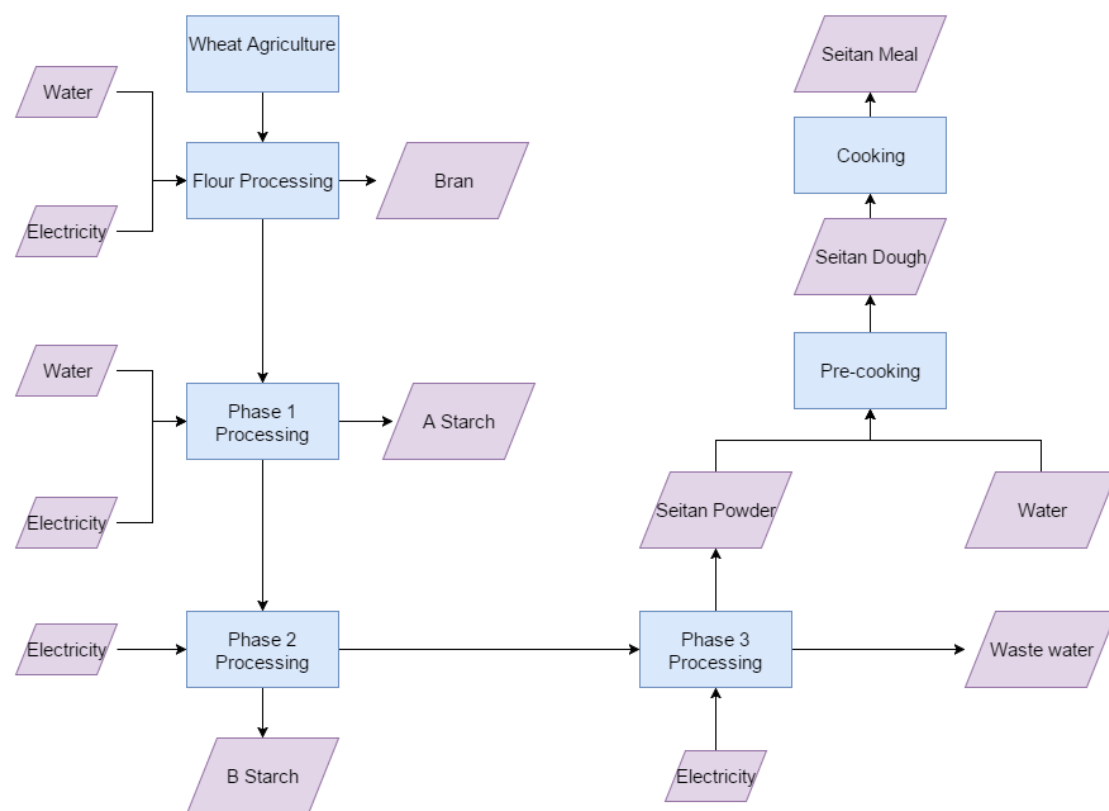 Wheat Agriculture
Seitan Meal
Water
Cooking
Flour Processing
Bran
Electricity
Seitan Dough
Water
Pre-cooking
Phase 1
Processing
A Starch
Electricity
Seitan Powder
Water
Electricity
Phase 2
Processing
Phase 3
Processing
Waste water
B Starch
Electricity